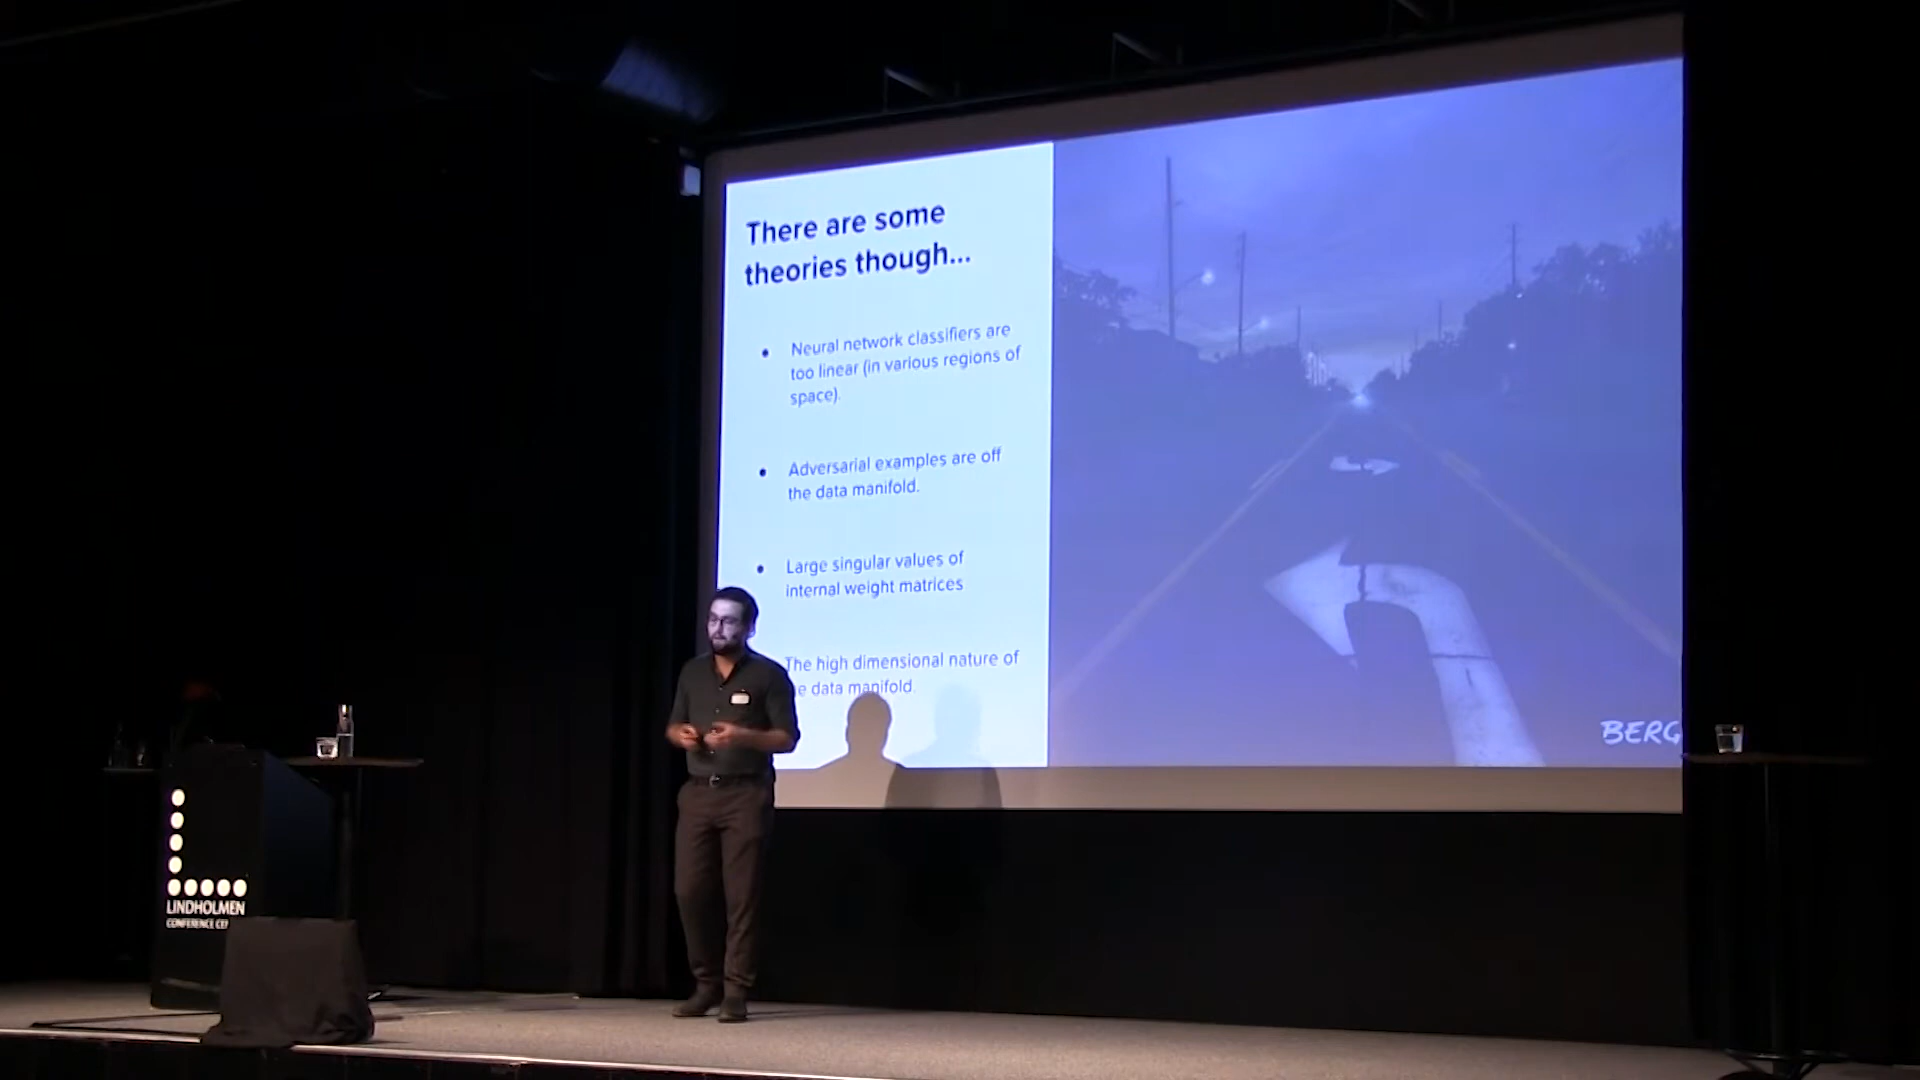 There are some
theories though...
Neural network classifiers are
too linear (in various regions of
space).
Adversarial examples are off
the data manifold.
Large singular values of
internal weight matrices
The high dimensional nature of
e data manifold.
BERG
LINDHOLMEN
CONFERENCE CE